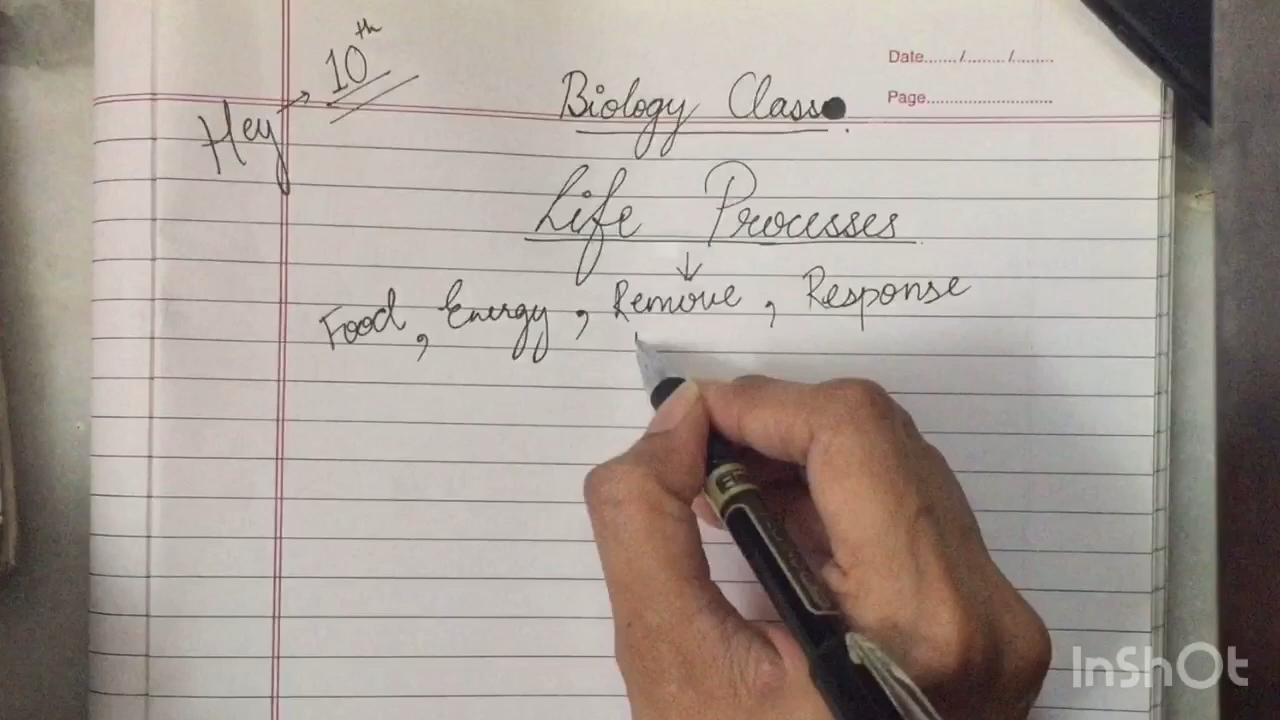 10th
Date....../......../.........
Biology Class.
Page..............................
Hey →
Life Processes
↓
Food, Energy, Remove, Response
InShOt